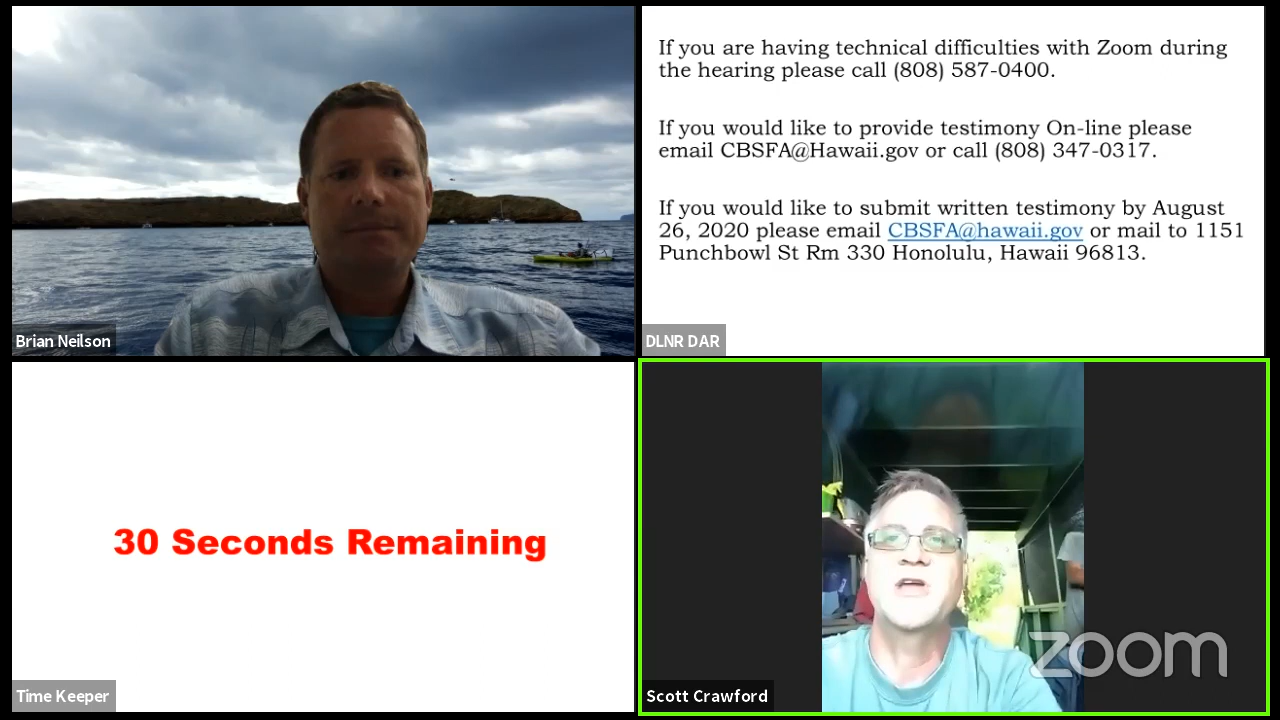 If you are having technical difficulties with Zoom during
the hearing please call (808) 587-0400.
If you would like to provide testimony On-line please
email CBSFA@Hawaii.gov or call (808) 347-0317.
If you would like to submit written testimony by August
26, 2020 please email CBSFA@hawaii.gov or mail to 1151
Punchbowl St Rm 330 Honolulu, Hawaii 96813.
Brian Neilson
DLNR DAR
30 Seconds Remaining
zoom
Time Keeper
Scott Crawford